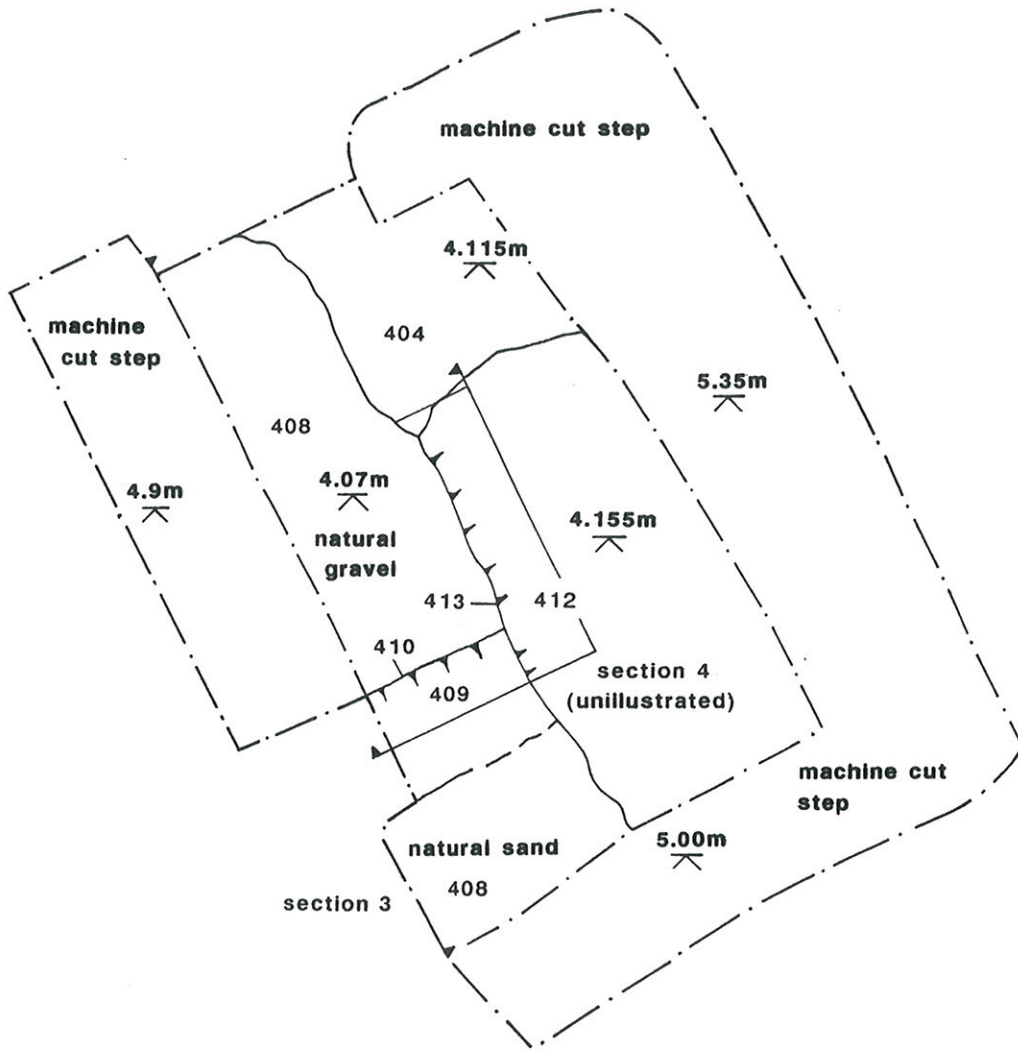 machine cut step
4.115m
machine
cut step
404
5.35m
408
4.9m
4.07m
4.155m
natural
gravel
413
412
410
section 4
409
(unillustrated)
machine cut
step
natural sand
5.00m
408
section 3